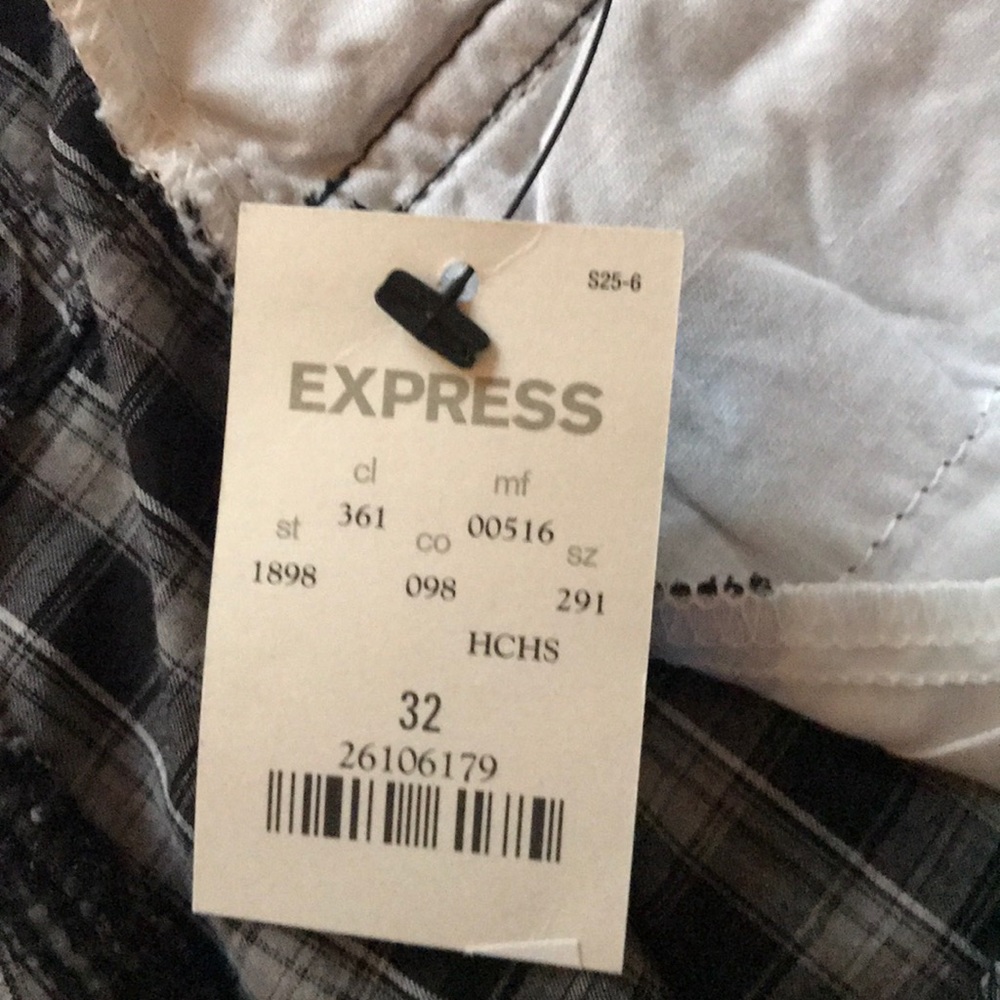 S25-6
EXPRESS
cl mf
361 00516
st co sz
1898 098 291
HCHS
32
26106179